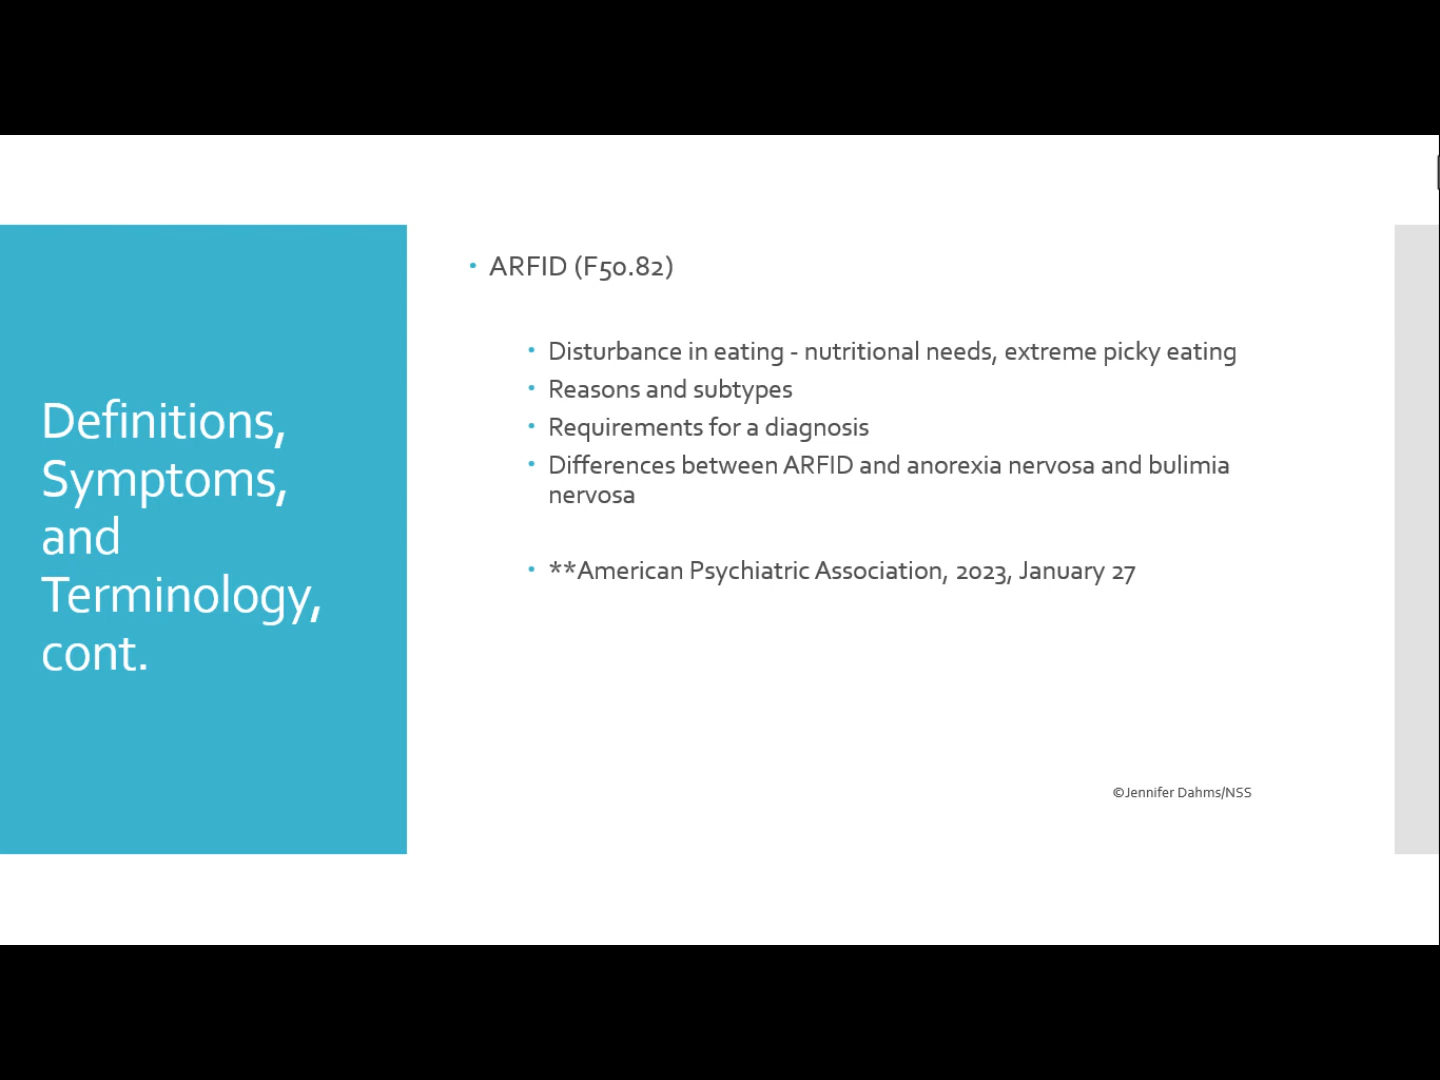 Definitions,
Symptoms,
and
Terminology,
cont.
• ARFID (F50.82)
• Disturbance in eating - nutritional needs, extreme picky eating
• Reasons and subtypes
• Requirements for a diagnosis
• Differences between ARFID and anorexia nervosa and bulimia
nervosa
• **American Psychiatric Association, 2023, January 27
©Jennifer Dahms/NSS